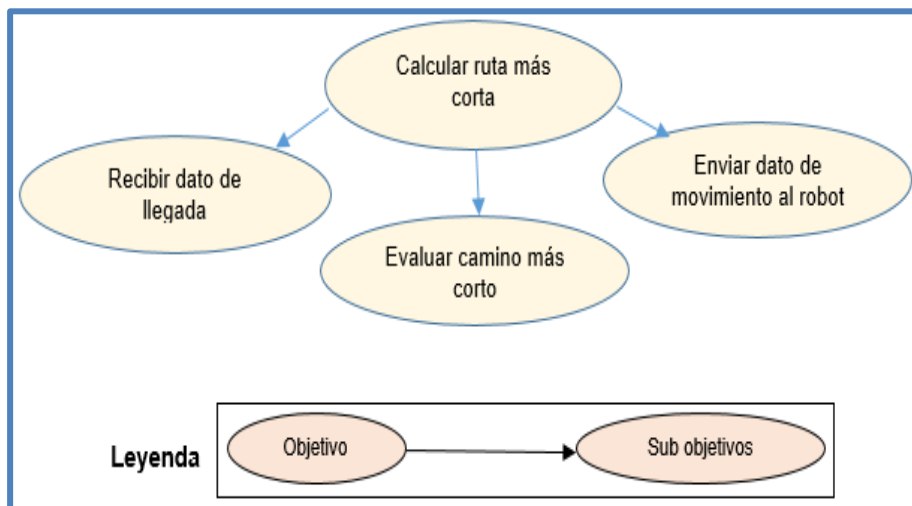 Calcular ruta más
corta
Recibir dato de
llegada
Enviar dato de
movimiento al robot
Evaluar camino más
corto
Leyenda
Objetivo
Sub objetivos